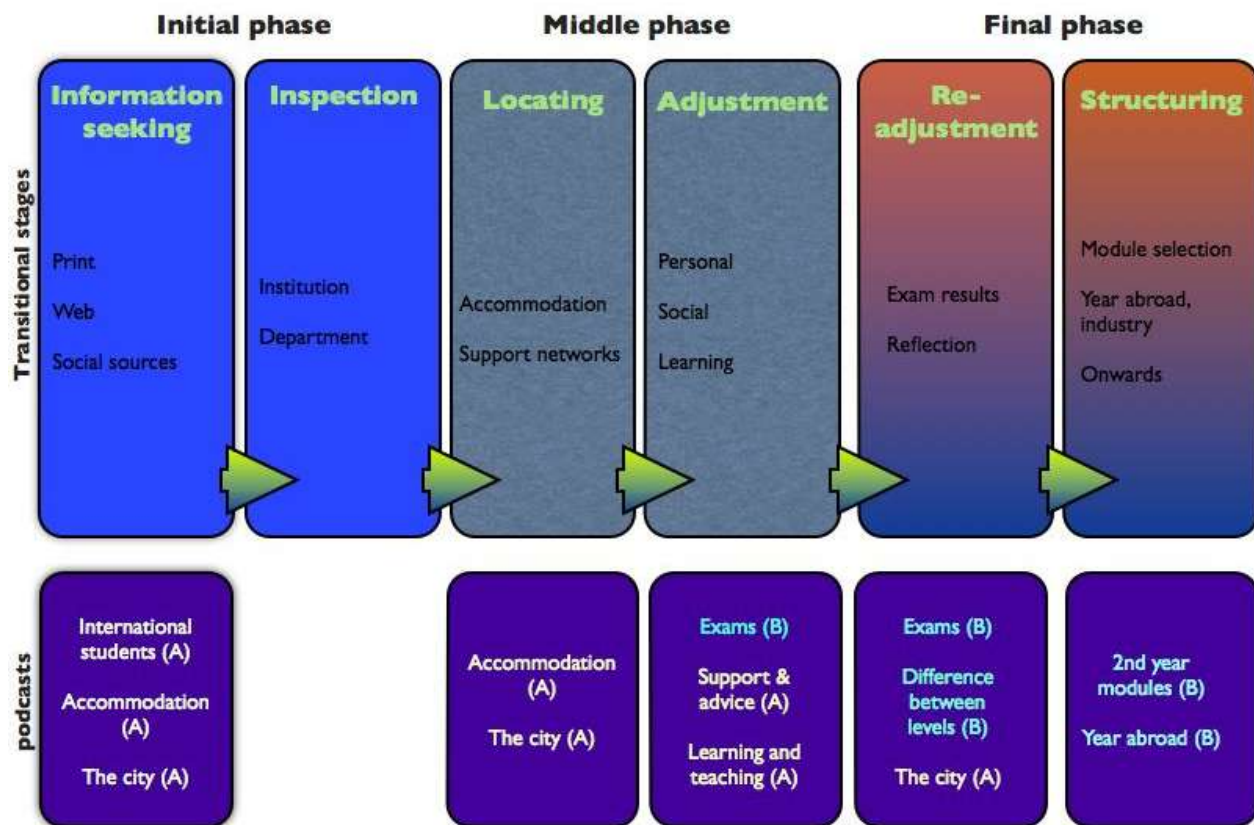 Initial phase
Middle phase
Final phase
Transitional stages
Information
seeking
Print
Web
Social sources
Inspection
Institution
Department
Locating
Accommodation
Support networks
Adjustment
Personal
Social
Learning
Re-
adjustment
Exam results
Reflection
Structuring
Module selection
Year abroad,
industry
Onwards
podcasts
International
students (A)
Accommodation
(A)
The city (A)
Accommodation
(A)
The city (A)
Exams (B)
Support &
advice (A)
Learning and
teaching (A)
Exams (B)
Difference
between
levels (B)
The city (A)
2nd year
modules (B)
Year abroad (B)